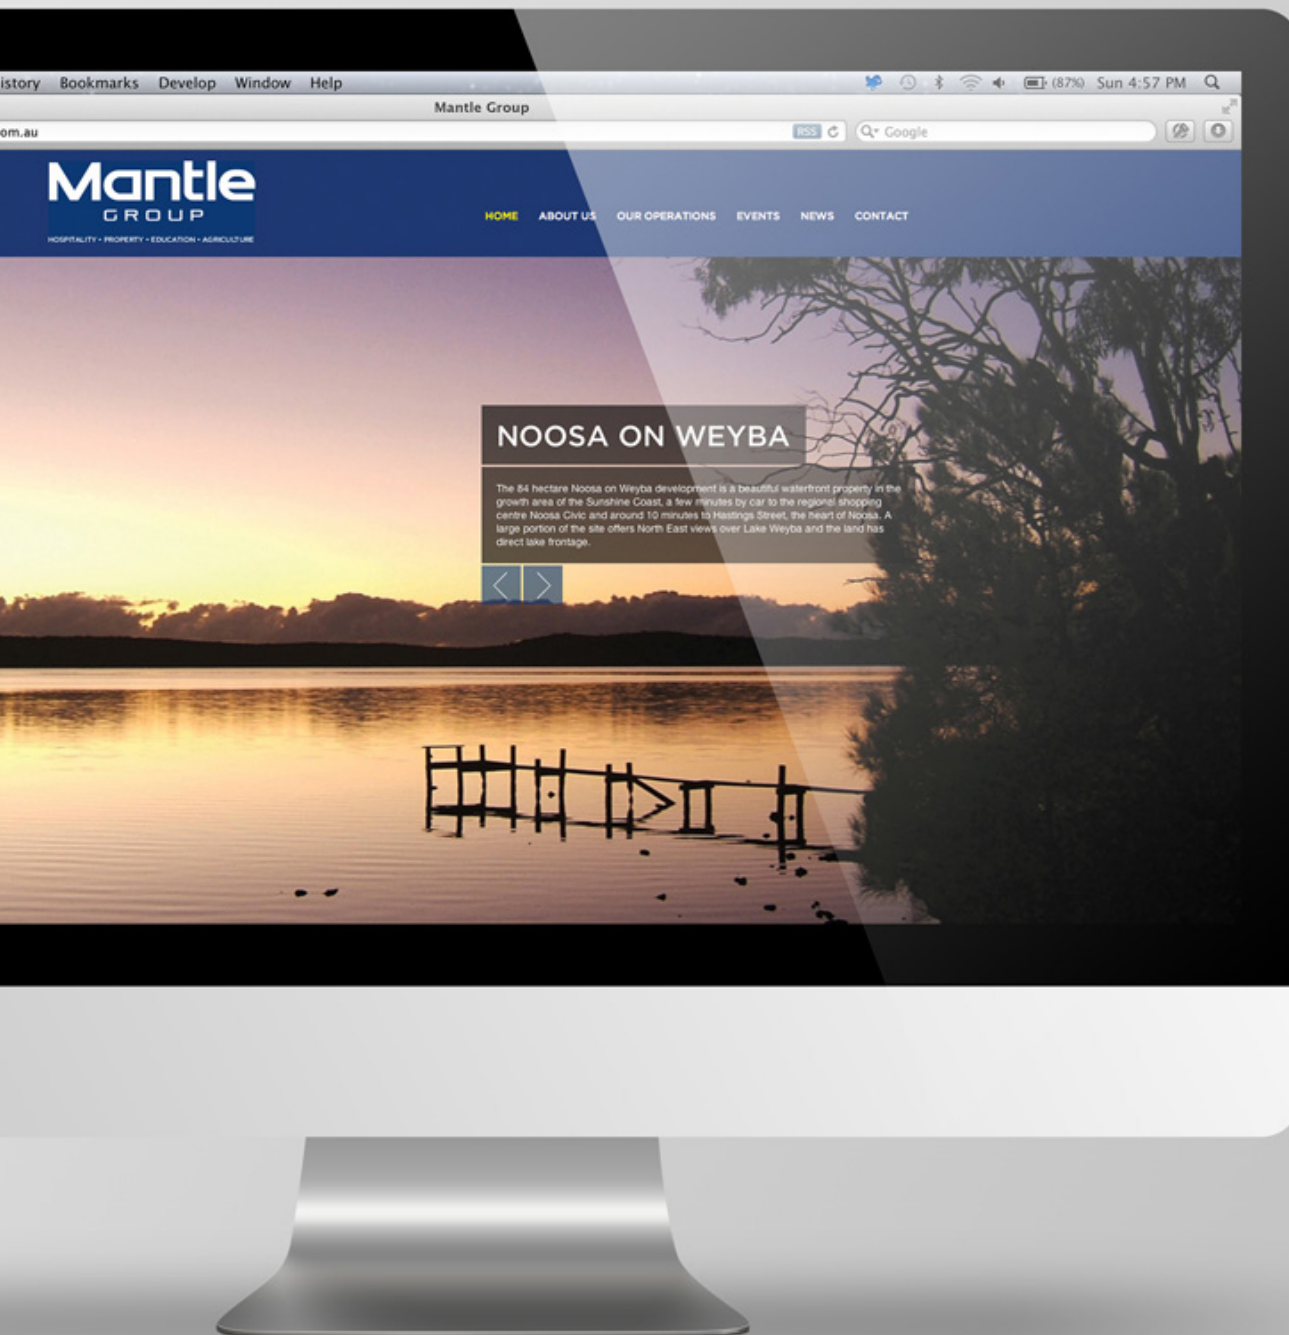 istory Bookmarks Develop Window Help (87%) Sun 4:57 PM
Mantle Group
om.au RSS Google
Mantle
GROUP
HOSPITALITY • PROPERTY • EDUCATION • AGRICULTURE
HOME ABOUT US OUR OPERATIONS EVENTS NEWS CONTACT
NOOSA ON WEYBA
The 84 hectare Noosa on Weyba development is a beautiful waterfront property in the
growth area of the Sunshine Coast, a few minutes by car to the regional shopping
centre Noosa Civic and around 10 minutes to Hastings Street, the heart of Noosa. A
large portion of the site offers North East views over Lake Weyba and the land has
direct lake frontage.